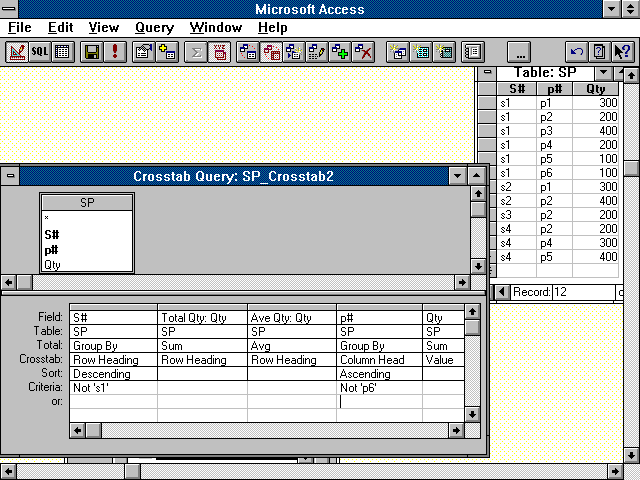 Microsoft Access
File Edit View Query Window Help
SQL Σ XYZ ... ?
Table: SP
S# p# Qty
s1 p1 300
s1 p2 200
s1 p3 400
s1 p4 200
s1 p5 100
s1 p6 100
s2 p1 300
s2 p2 400
s3 p2 200
s4 p2 200
s4 p4 300
s4 p5 400
Record: 12
Crosstab Query: SP_Crosstab2
SP
*
S#
p#
Qty
Field: S# Total Qty: Qty Ave Qty: Qty p# Qty
Table: SP SP SP SP SP
Total: Group By Sum Avg Group By Sum
Crosstab: Row Heading Row Heading Row Heading Column Head Value
Sort: Descending Ascending
Criteria: Not 's1' Not 'p6'
or: